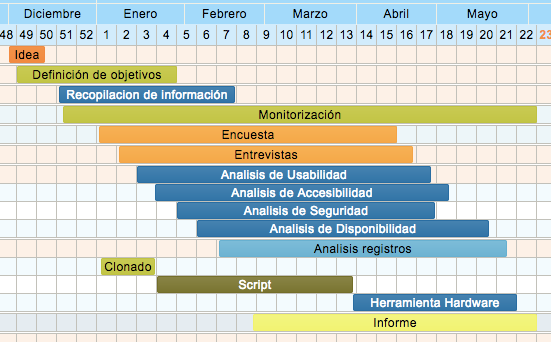 Diciembre Enero Febrero Marzo Abril Mayo
48 49 50 51 52 1 2 3 4 5 6 7 8 9 10 11 12 13 14 15 16 17 18 19 20 21 22 23
Idea
Definición de objetivos
Recopilacion de información
Monitorización
Encuesta
Entrevistas
Analisis de Usabilidad
Analisis de Accesibilidad
Analisis de Seguridad
Analisis de Disponibilidad
Analisis registros
Clonado
Script
Herramienta Hardware
Informe